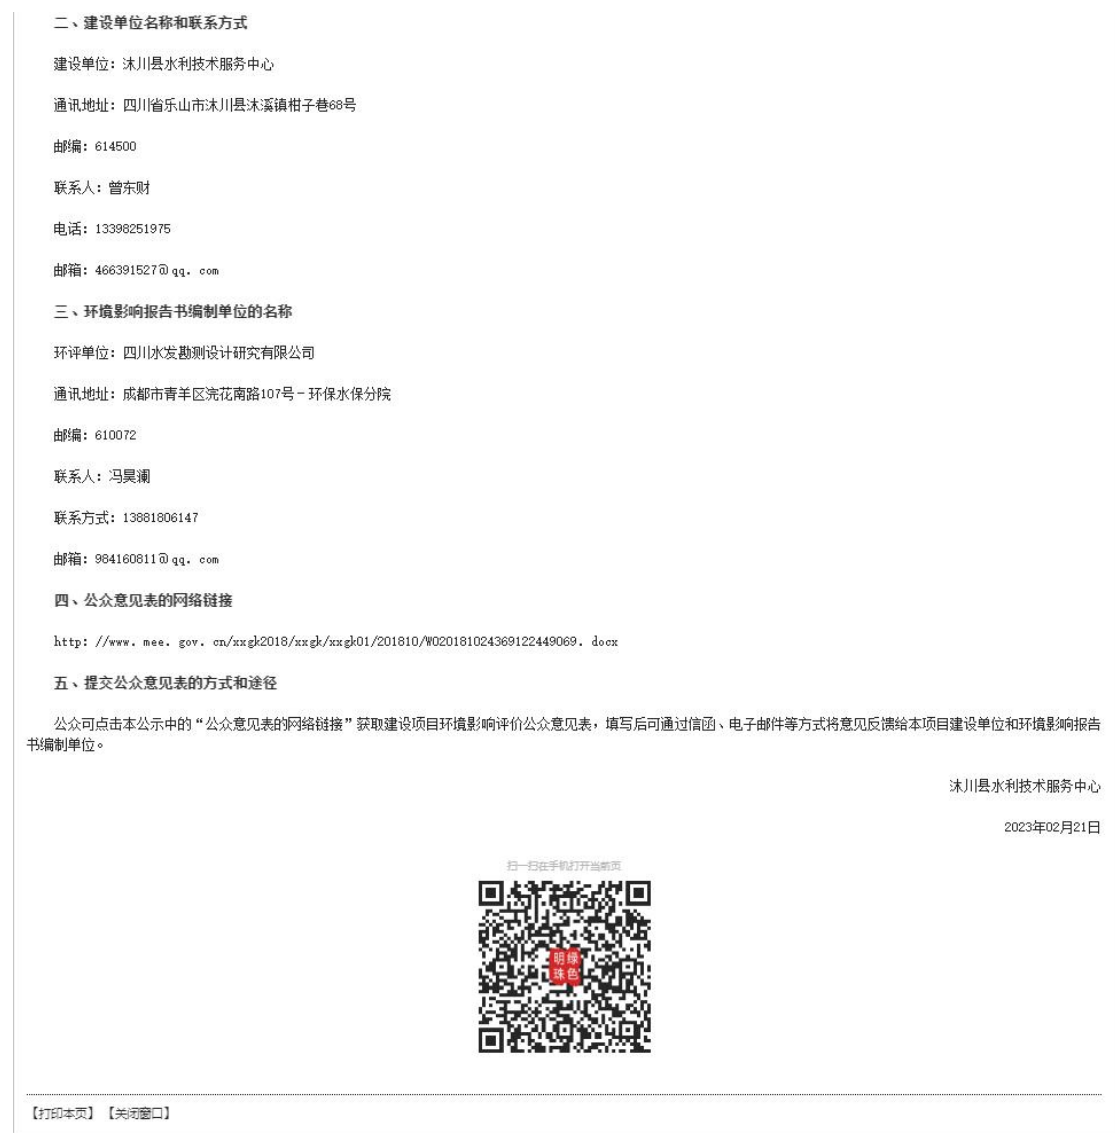 二、建设单位名称和联系方式
建设单位：沐川县水利技术服务中心
通讯地址：四川省乐山市沐川县沐溪镇柑子巷68号
邮编：614500
联系人：曾东财
电话：13398251975
邮箱：466391527@qq. com
三、环境影响报告书编制单位的名称
环评单位：四川水发勘测设计研究有限公司
通讯地址：成都市青羊区浣花南路107号－环保水保分院
邮编：610072
联系人：冯昊澜
联系方式：13881806147
邮箱：984160811@qq. com
四、公众意见表的网络链接
http: //www. mee. gov. cn/xxgk2018/xxgk/xxgk01/201810/W020181024369122449069. docx
五、提交公众意见表的方式和途径
公众可点击本公示中的“公众意见表的网络链接”获取建设项目环境影响评价公众意见表，填写后可通过信函、电子邮件等方式将意见反馈给本项目建设单位和环境影响报告
书编制单位。
沐川县水利技术服务中心
2023年02月21日
扫一扫在手机打开当前页
明绿
珠色
【打印本页】【关闭窗口】